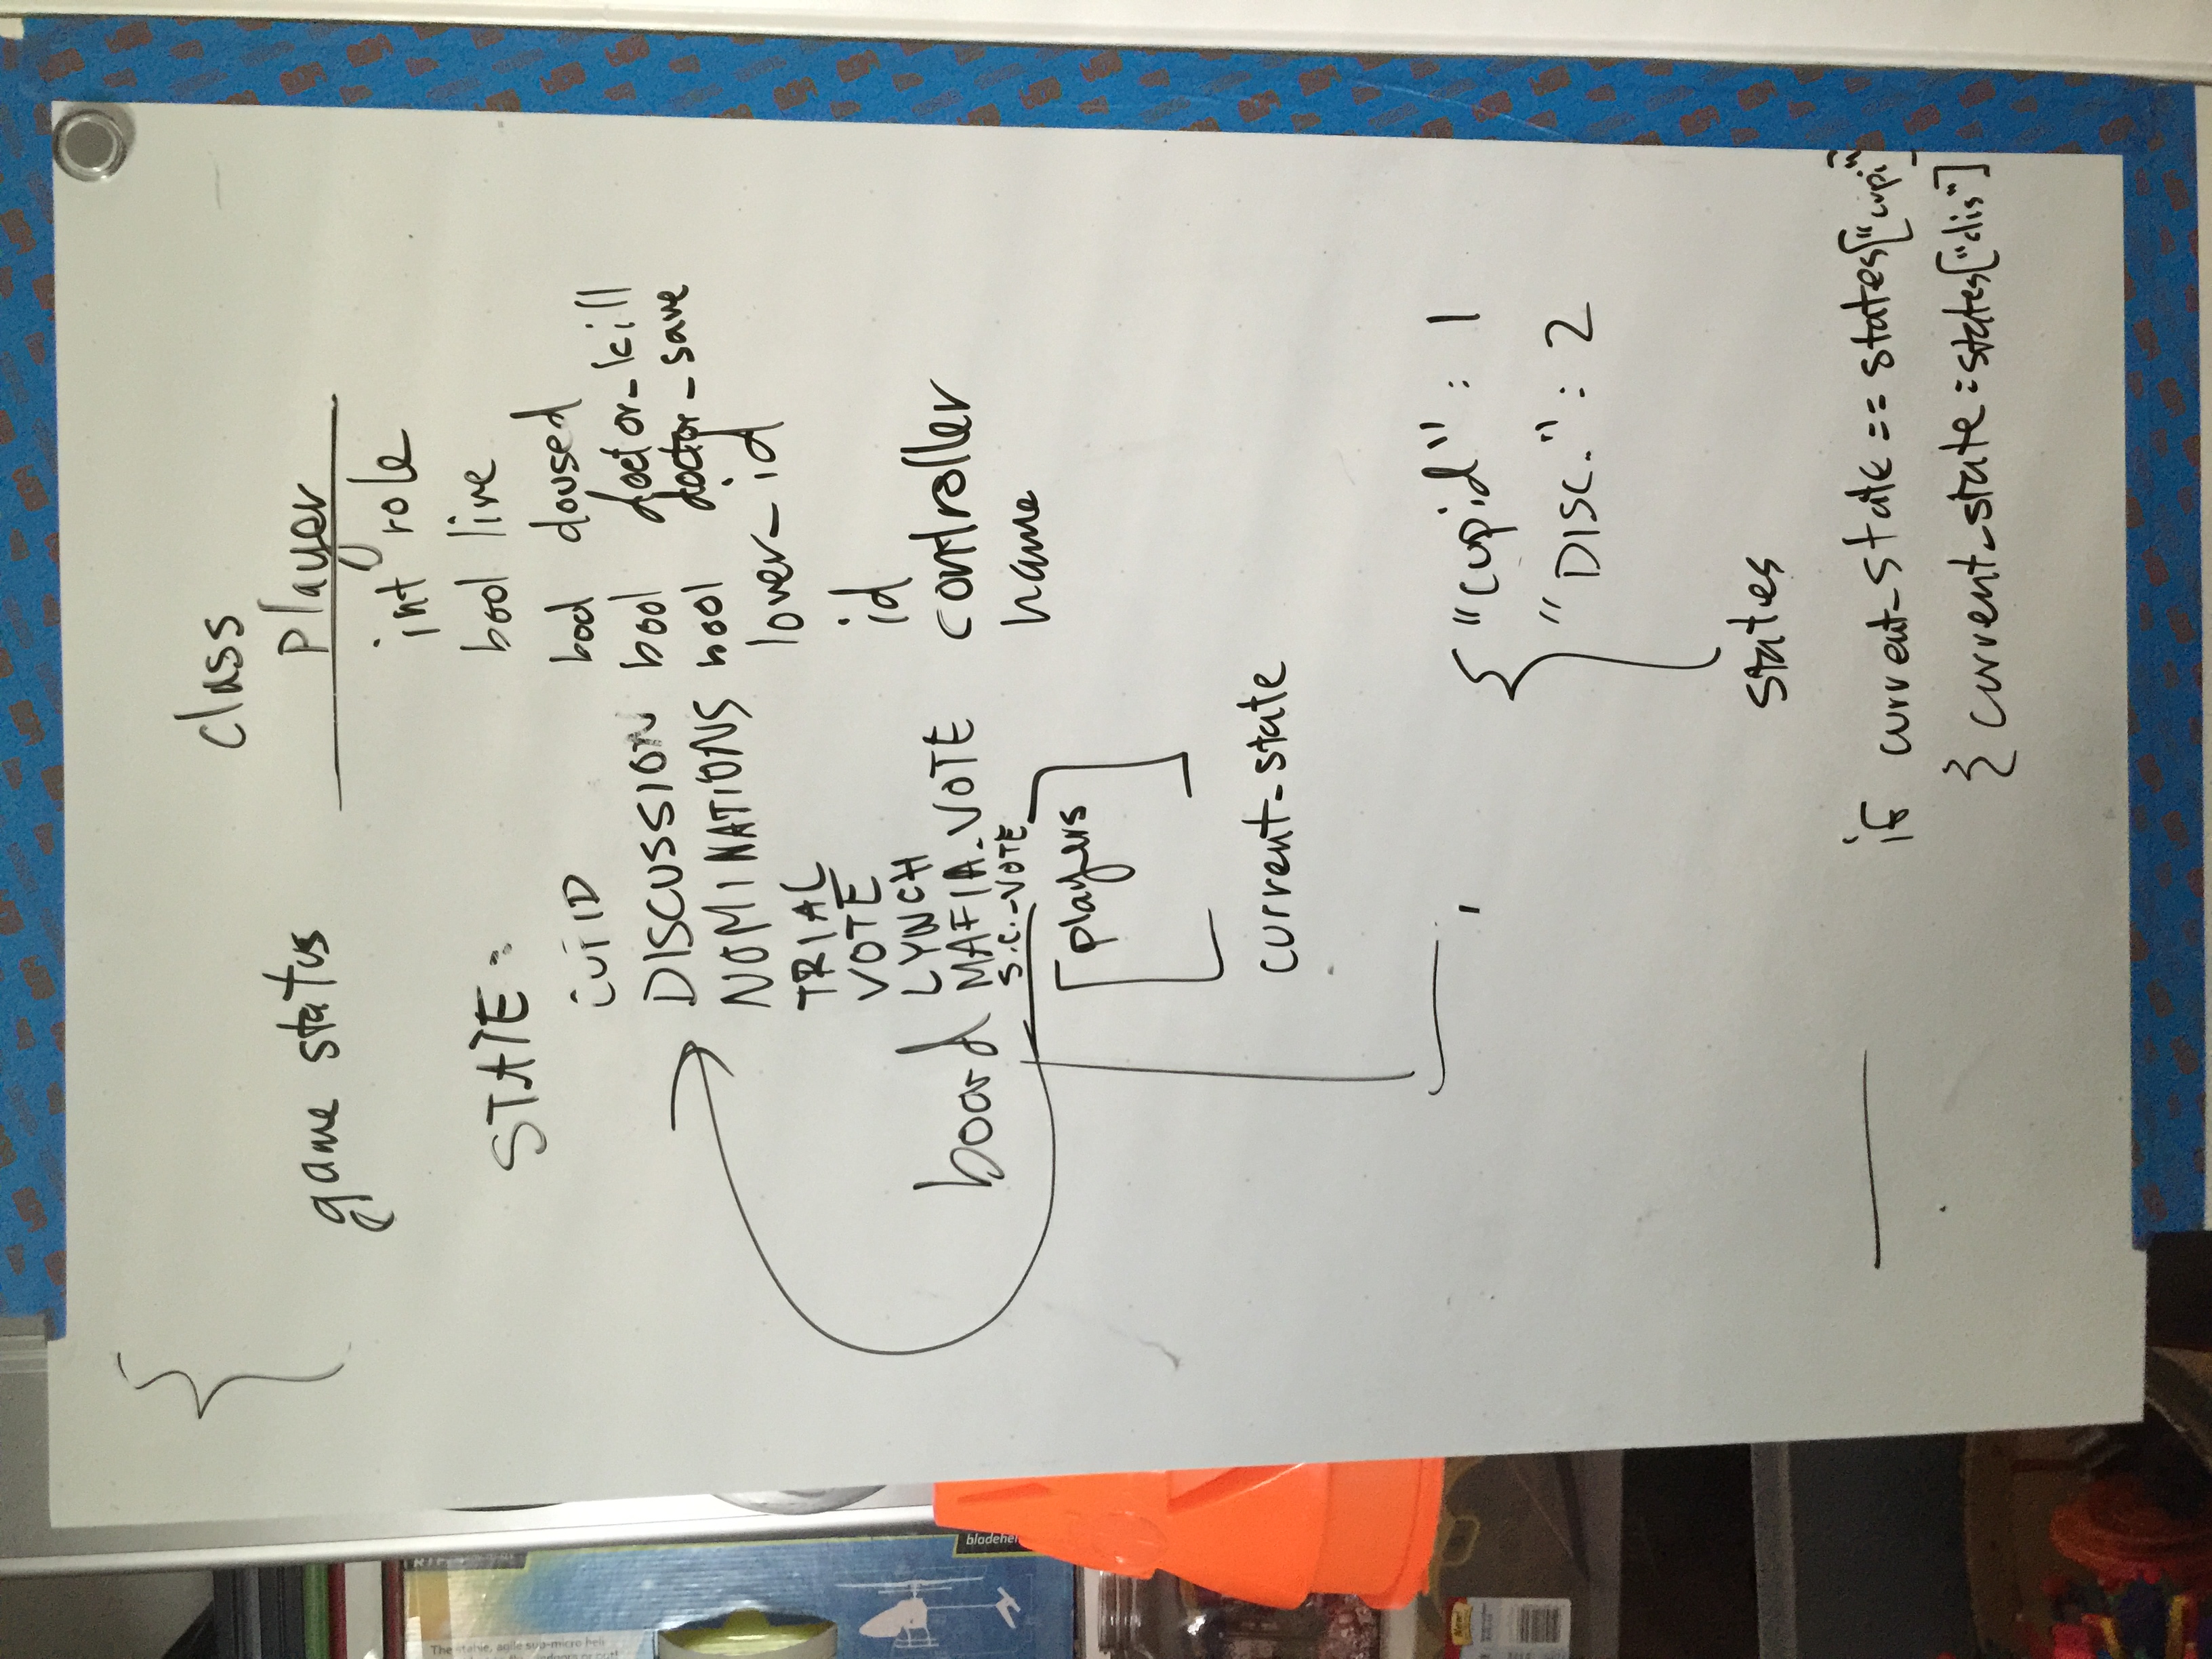 class
Player
game status
int role
bool live
STATE:
bool doused
DISCUSSION
bool doctor_kill
NOMINATIONS
bool doctor_save
lover_id
TRIAL
VOTE
id
LYNCH
board
MAFIA_VOTE
controller
S.C._VOTE
name
[players]
current_state
{ "cupid" : 1
"DISC." : 2
states
if current_state == states["cupi"]
{ current_state = states["dis"]
New!